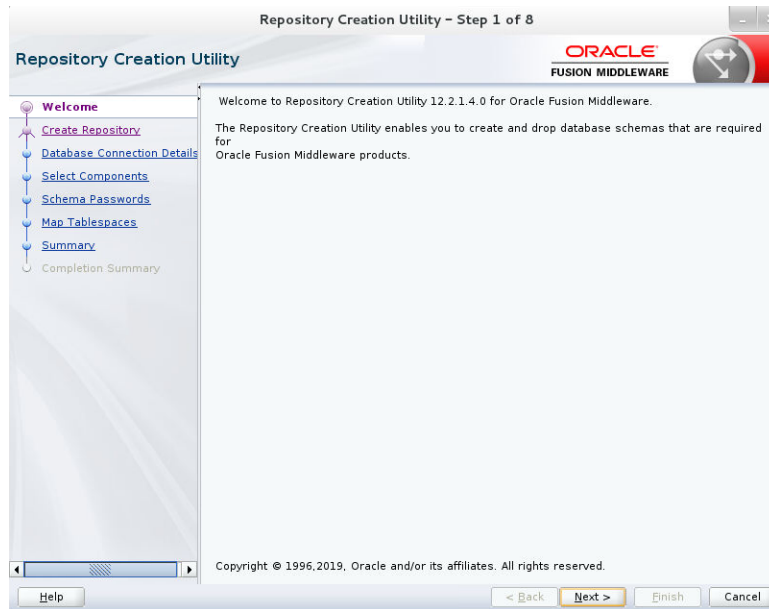 Repository Creation Utility – Step 1 of 8
Repository Creation Utility
ORACLE
FUSION MIDDLEWARE
Welcome
Create Repository
Database Connection Details
Select Components
Schema Passwords
Map Tablespaces
Summary
Completion Summary
Welcome to Repository Creation Utility 12.2.1.4.0 for Oracle Fusion Middleware.
The Repository Creation Utility enables you to create and drop database schemas that are required
for
Oracle Fusion Middleware products.
Copyright © 1996,2019, Oracle and/or its affiliates. All rights reserved.
Help
< Back
Next >
Finish
Cancel